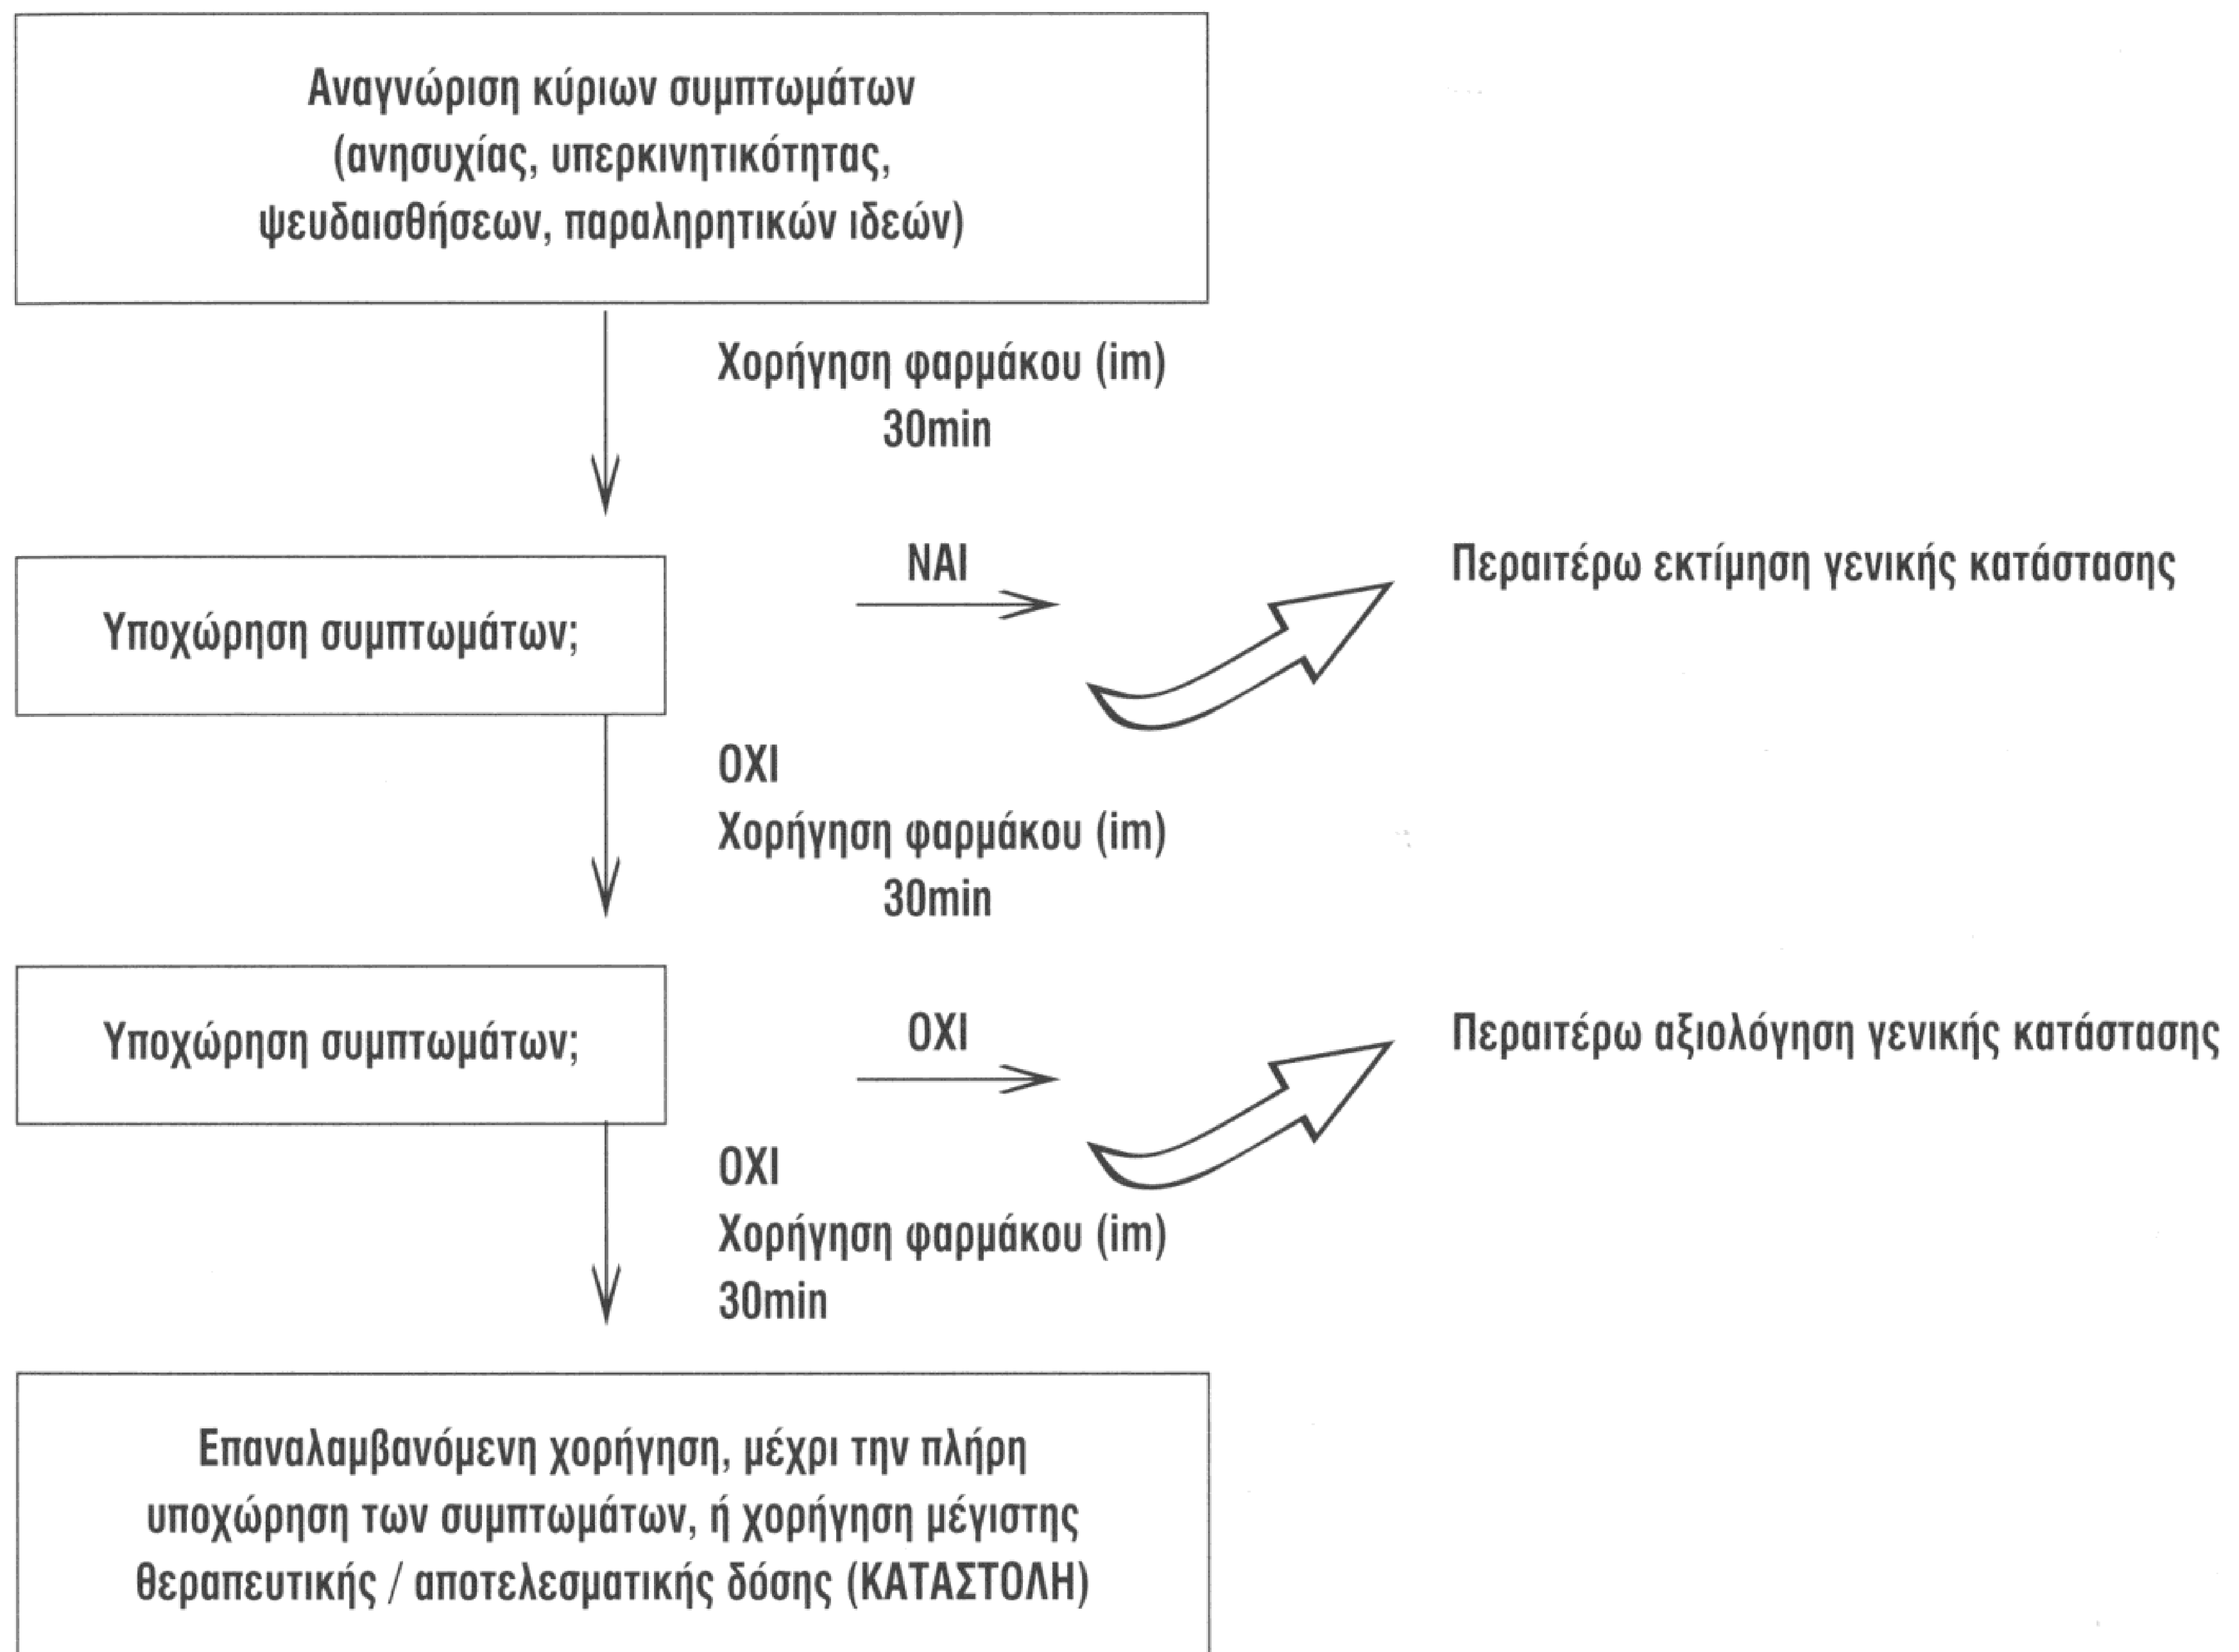 Αναγνώριση κύριων συμπτωμάτων
(ανησυχίας, υπερκινητικότητας,
ψευδαισθήσεων, παραληρητικών ιδεών)
Χορήγηση φαρμάκου (im)
30min
Υποχώρηση συμπτωμάτων;
ΝΑΙ
Περαιτέρω εκτίμηση γενικής κατάστασης
ΟΧΙ
Χορήγηση φαρμάκου (im)
30min
Υποχώρηση συμπτωμάτων;
ΟΧΙ
Περαιτέρω αξιολόγηση γενικής κατάστασης
ΟΧΙ
Χορήγηση φαρμάκου (im)
30min
Επαναλαμβανόμενη χορήγηση, μέχρι την πλήρη
υποχώρηση των συμπτωμάτων, ή χορήγηση μέγιστης
θεραπευτικής / αποτελεσματικής δόσης (ΚΑΤΑΣΤΟΛΗ)